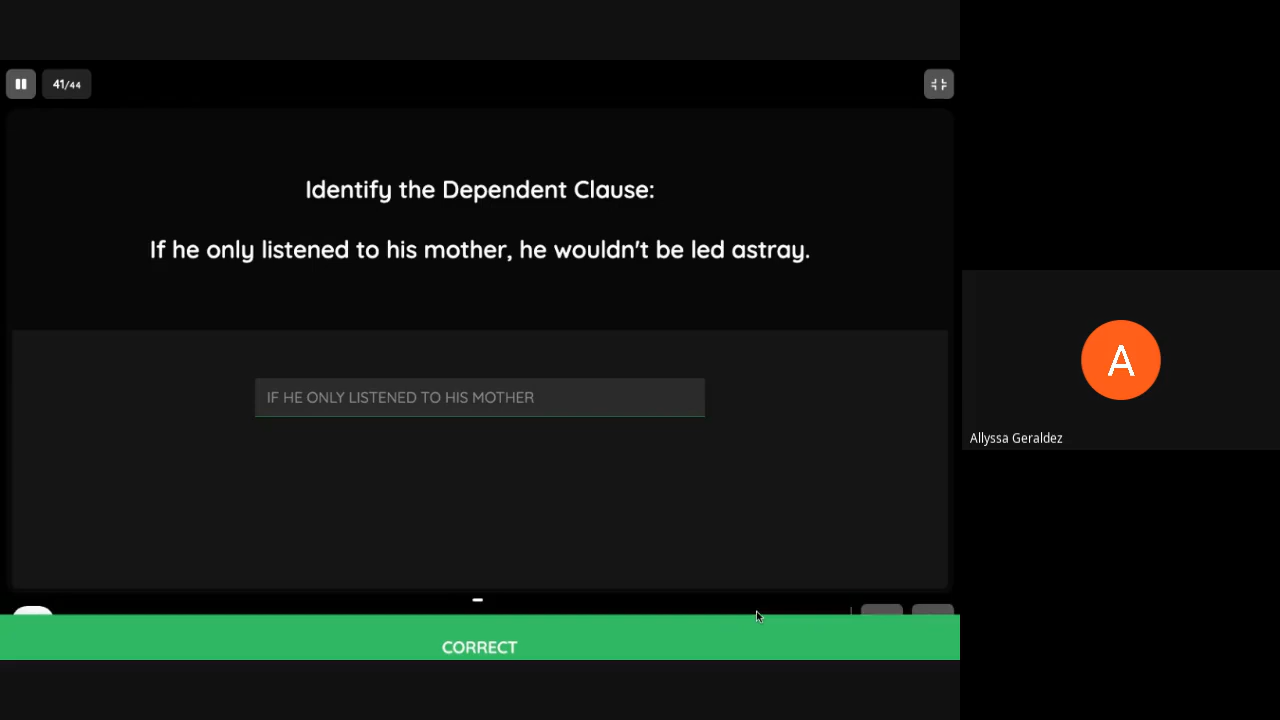 41/44
Identify the Dependent Clause:
If he only listened to his mother, he wouldn't be led astray.
IF HE ONLY LISTENED TO HIS MOTHER
CORRECT
A
Allyssa Geraldez